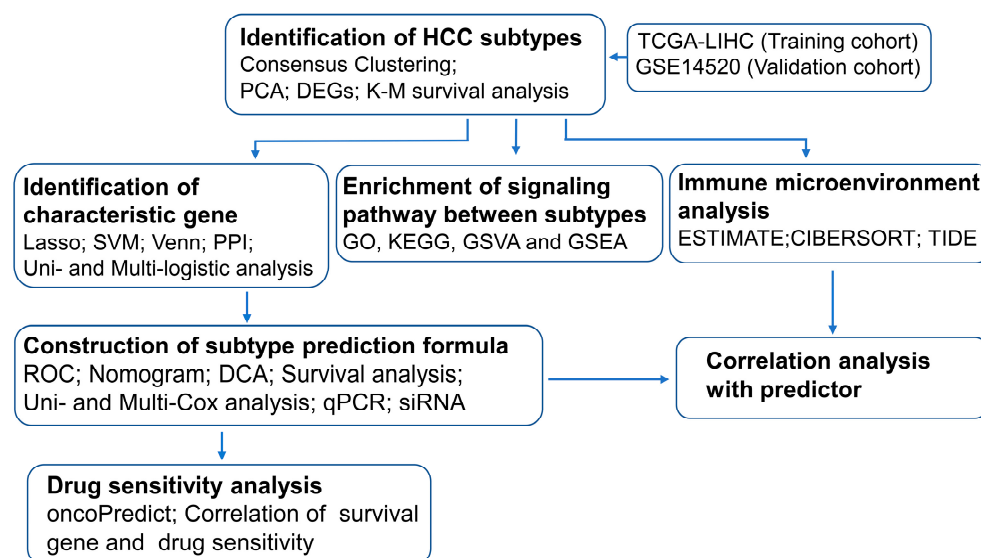 Identification of HCC subtypes
Consensus Clustering;
PCA; DEGs; K-M survival analysis
TCGA-LIHC (Training cohort)
GSE14520 (Validation cohort)
Identification of
characteristic gene
Lasso; SVM; Venn; PPI;
Uni- and Multi-logistic analysis
Enrichment of signaling
pathway between subtypes
GO, KEGG, GSVA and GSEA
Immune microenvironment
analysis
ESTIMATE;CIBERSORT; TIDE
Construction of subtype prediction formula
ROC; Nomogram; DCA; Survival analysis;
Uni- and Multi-Cox analysis; qPCR; siRNA
Correlation analysis
with predictor
Drug sensitivity analysis
oncoPredict; Correlation of survival
gene and drug sensitivity